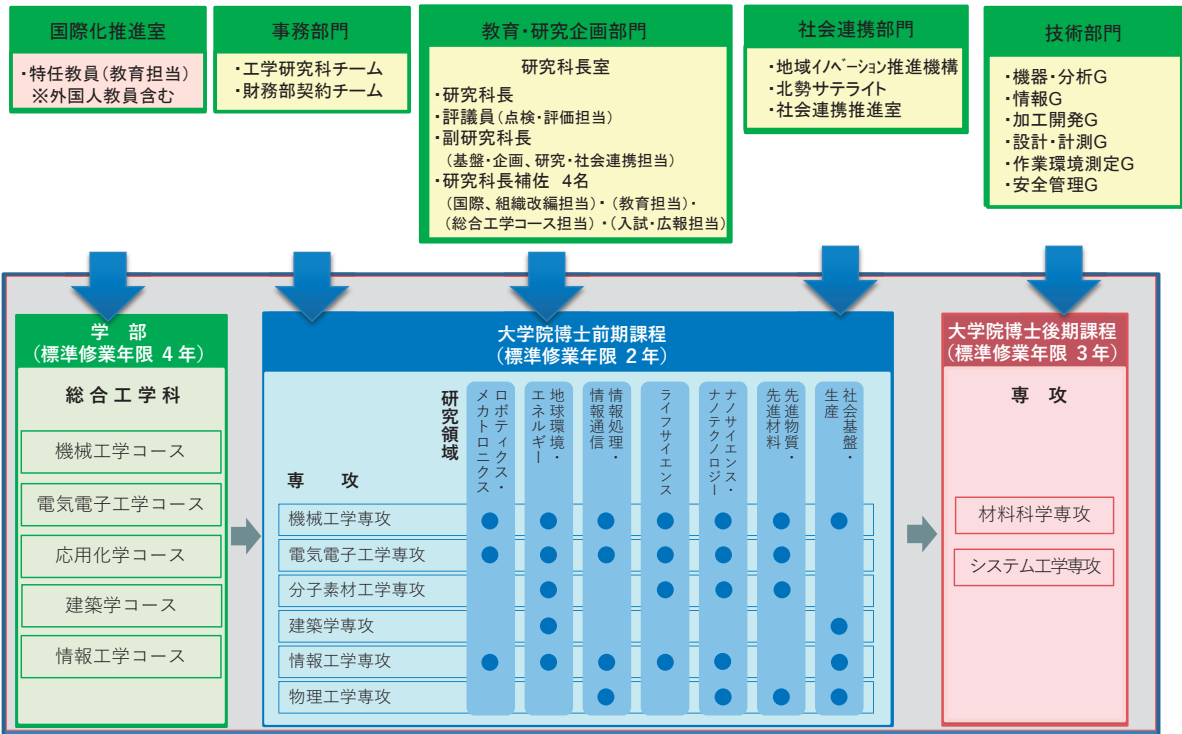 国際化推進室
・特任教員(教育担当)
※外国人教員含む
事務部門
・工学研究科チーム
・財務部契約チーム
教育・研究企画部門
研究科長室
・研究科長
・評議員(点検・評価担当)
・副研究科長
(基盤・企画、研究・社会連携担当)
・研究科長補佐 4名
(国際、組織改編担当)・(教育担当)・
(総合工学コース担当)・(入試・広報担当)
社会連携部門
・地域イノベーション推進機構
・北勢サテライト
・社会連携推進室
技術部門
・機器・分析G
・情報G
・加工開発G
・設計・計測G
・作業環境測定G
・安全管理G
学 部
(標準修業年限 4 年)
総合工学科
機械工学コース
電気電子工学コース
応用化学コース
建築学コース
情報工学コース
大学院博士前期課程
(標準修業年限 2 年)
研究領域
ロボティクス・
メカトロニクス
地球環境・
エネルギー
情報処理・
情報通信
ライフサイエンス
ナノサイエンス・
ナノテクノロジー
先進物質・
先進材料
社会基盤・
生産
専 攻
機械工学専攻
電気電子工学専攻
分子素材工学専攻
建築学専攻
情報工学専攻
物理工学専攻
大学院博士後期課程
(標準修業年限 3 年)
専 攻
材料科学専攻
システム工学専攻